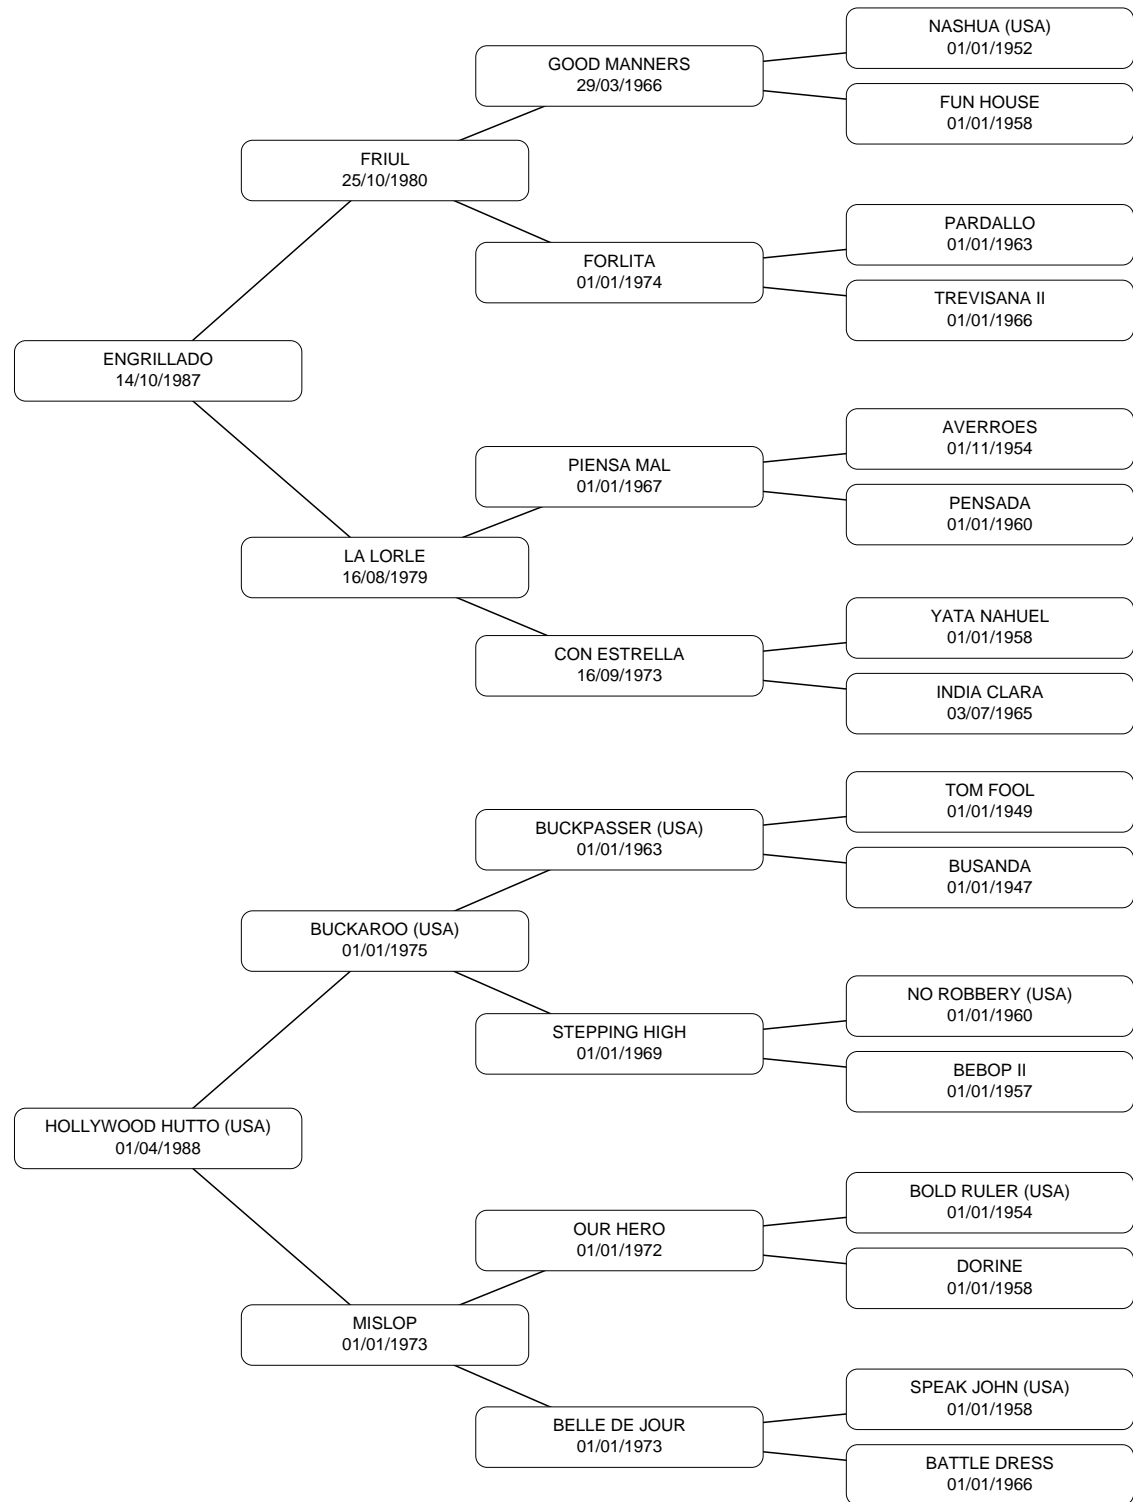 NASHUA (USA)
01/01/1952
GOOD MANNERS
29/03/1966
FUN HOUSE
01/01/1958
FRIUL
25/10/1980
PARDALLO
01/01/1963
FORLITA
01/01/1974
TREVISANA II
01/01/1966
ENGRILLADO
14/10/1987
AVERROES
01/11/1954
PIENSA MAL
01/01/1967
PENSADA
01/01/1960
LA LORLE
16/08/1979
YATA NAHUEL
01/01/1958
CON ESTRELLA
16/09/1973
INDIA CLARA
03/07/1965
TOM FOOL
01/01/1949
BUCKPASSER (USA)
01/01/1963
BUSANDA
01/01/1947
BUCKAROO (USA)
01/01/1975
NO ROBBERY (USA)
01/01/1960
STEPPING HIGH
01/01/1969
BEBOP II
01/01/1957
HOLLYWOOD HUTTO (USA)
01/04/1988
BOLD RULER (USA)
01/01/1954
OUR HERO
01/01/1972
DORINE
01/01/1958
MISLOP
01/01/1973
SPEAK JOHN (USA)
01/01/1958
BELLE DE JOUR
01/01/1973
BATTLE DRESS
01/01/1966